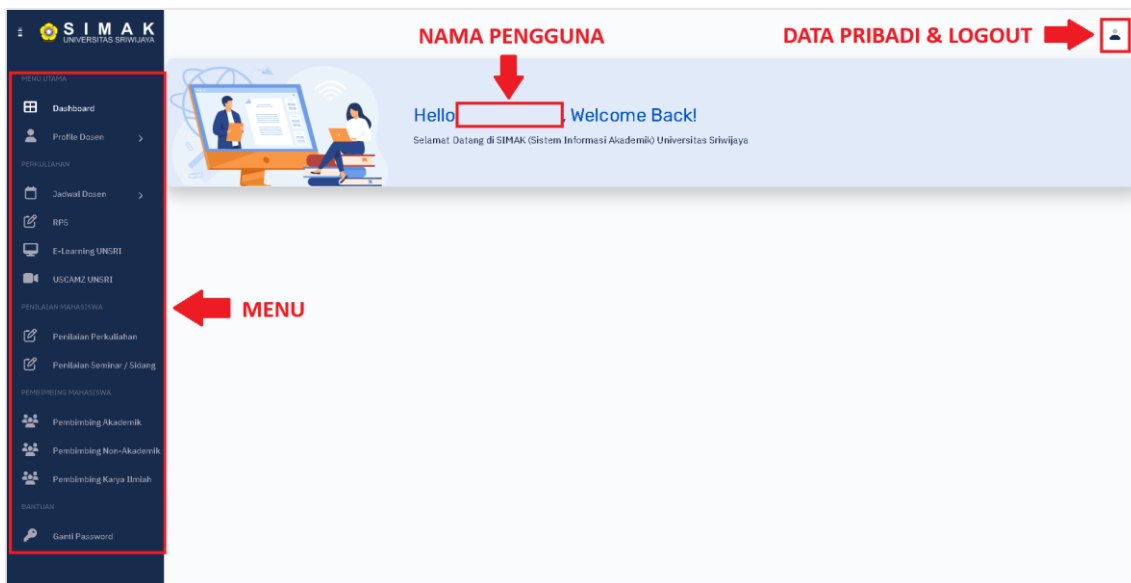 SIMAK
UNIVERSITAS SRIWIJAYA
NAMA PENGGUNA
DATA PRIBADI & LOGOUT
MENU UTAMA
Dashboard
Profile Dosen
PERKULIAHAN
Jadwal Dosen
RPS
E-Learning UNSRI
USCAMZ UNSRI
PENILAIAN MAHASISWA
Penilaian Perkuliahan
Penilaian Seminar / Sidang
PEMBIMBING MAHASISWA
Pembimbing Akademik
Pembimbing Non-Akademik
Pembimbing Karya Ilmiah
BANTUAN
Ganti Password
Hello , Welcome Back!
Selamat Datang di SIMAK (Sistem Informasi Akademik) Universitas Sriwijaya
MENU